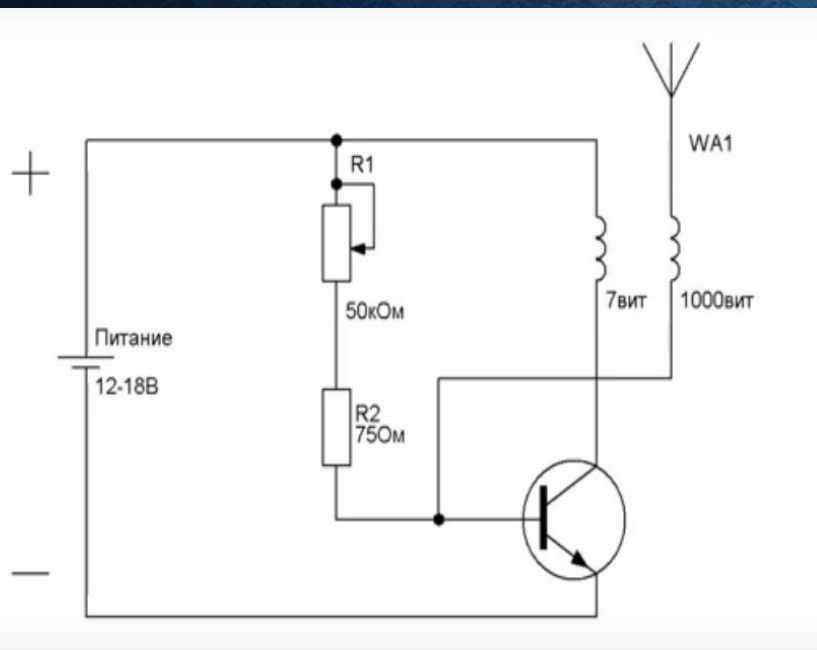 WA1
+
R1
7вит
1000вит
50кОм
Питание
12-18В
R2
75Ом
—